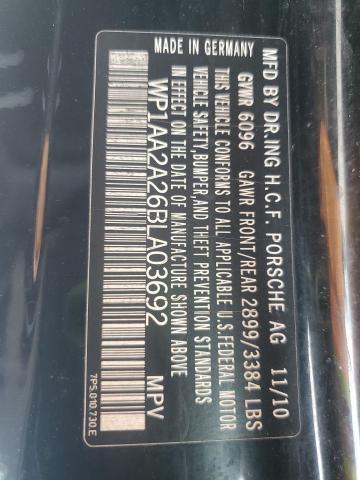 MFD BY DR.ING H.C.F. PORSCHE AG 11/10
GVWR 6096 GAWR FRONT/REAR 2899/3384 LBS
THIS VEHICLE CONFORMS TO ALL APPLICABLE U.S.FEDERAL MOTOR
VEHICLE SAFETY,BUMPER,AND THEFT PREVENTION STANDARDS
IN EFFECT ON THE DATE OF MANUFACTURE SHOWN ABOVE
WP1AA2A26BLA03692 MPV
MADE IN GERMANY
7P5.010.730.E